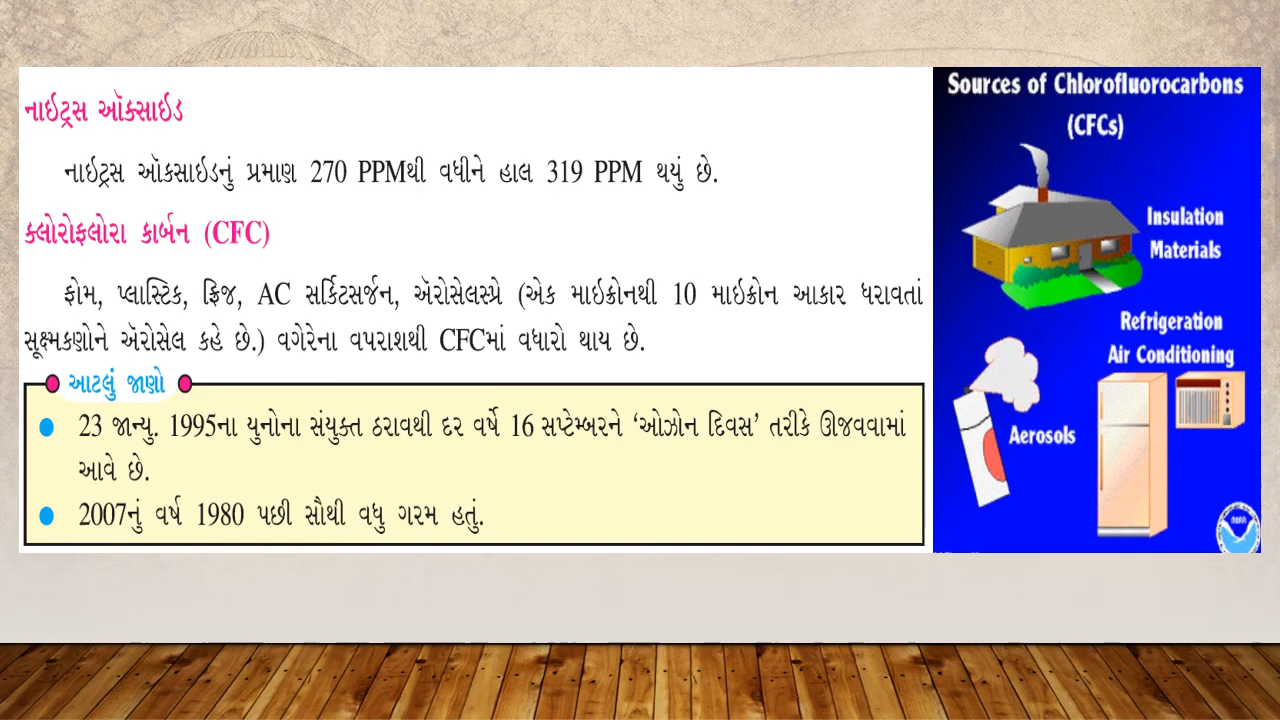 નાઇટ્રસ ઑક્સાઇડ
નાઇટ્રસ ઑકસાઇડનું પ્રમાણ 270 PPMથી વધીને હાલ 319 PPM થયું છે.
ક્લોરોફલોરા કાર્બન (CFC)
ફોમ, પ્લાસ્ટિક, ફ્રિજ, AC સર્કિટસર્જન, ઍરોસેલસ્પ્રે (એક માઇક્રોનથી 10 માઇક્રોન આકાર ધરાવતાં
સૂક્ષ્મકણોને ઍરોસેલ કહે છે.) વગેરેના વપરાશથી CFCમાં વધારો થાય છે.
આટલું જાણો
● 23 જાન્યુ. 1995ના યુનોના સંયુક્ત ઠરાવથી દર વર્ષે 16 સપ્ટેમ્બરને ‘ઓઝોન દિવસ’ તરીકે ઊજવવામાં
આવે છે.
● 2007નું વર્ષ 1980 પછી સૌથી વધુ ગરમ હતું.
Sources of Chlorofluorocarbons
(CFCs)
Insulation
Materials
Refrigeration
Air Conditioning
Aerosols